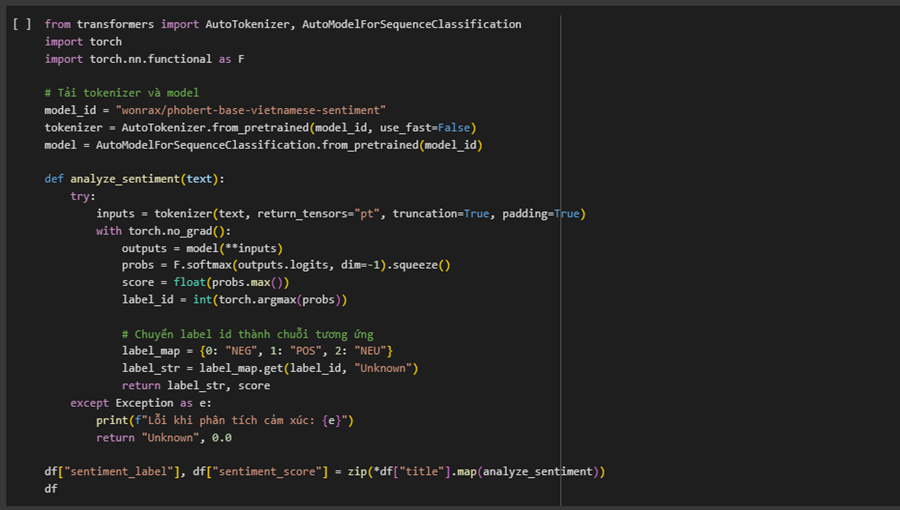 [ ] from transformers import AutoTokenizer, AutoModelForSequenceClassification
import torch
import torch.nn.functional as F

# Tải tokenizer và model
model_id = "wonrax/phobert-base-vietnamese-sentiment"
tokenizer = AutoTokenizer.from_pretrained(model_id, use_fast=False)
model = AutoModelForSequenceClassification.from_pretrained(model_id)

def analyze_sentiment(text):
    try:
        inputs = tokenizer(text, return_tensors="pt", truncation=True, padding=True)
        with torch.no_grad():
            outputs = model(**inputs)
            probs = F.softmax(outputs.logits, dim=-1).squeeze()
            score = float(probs.max())
            label_id = int(torch.argmax(probs))

            # Chuyển label id thành chuỗi tương ứng
            label_map = {0: "NEG", 1: "POS", 2: "NEU"}
            label_str = label_map.get(label_id, "Unknown")
            return label_str, score
    except Exception as e:
        print(f"Lỗi khi phân tích cảm xúc: {e}")
        return "Unknown", 0.0

df["sentiment_label"], df["sentiment_score"] = zip(*df["title"].map(analyze_sentiment))
df